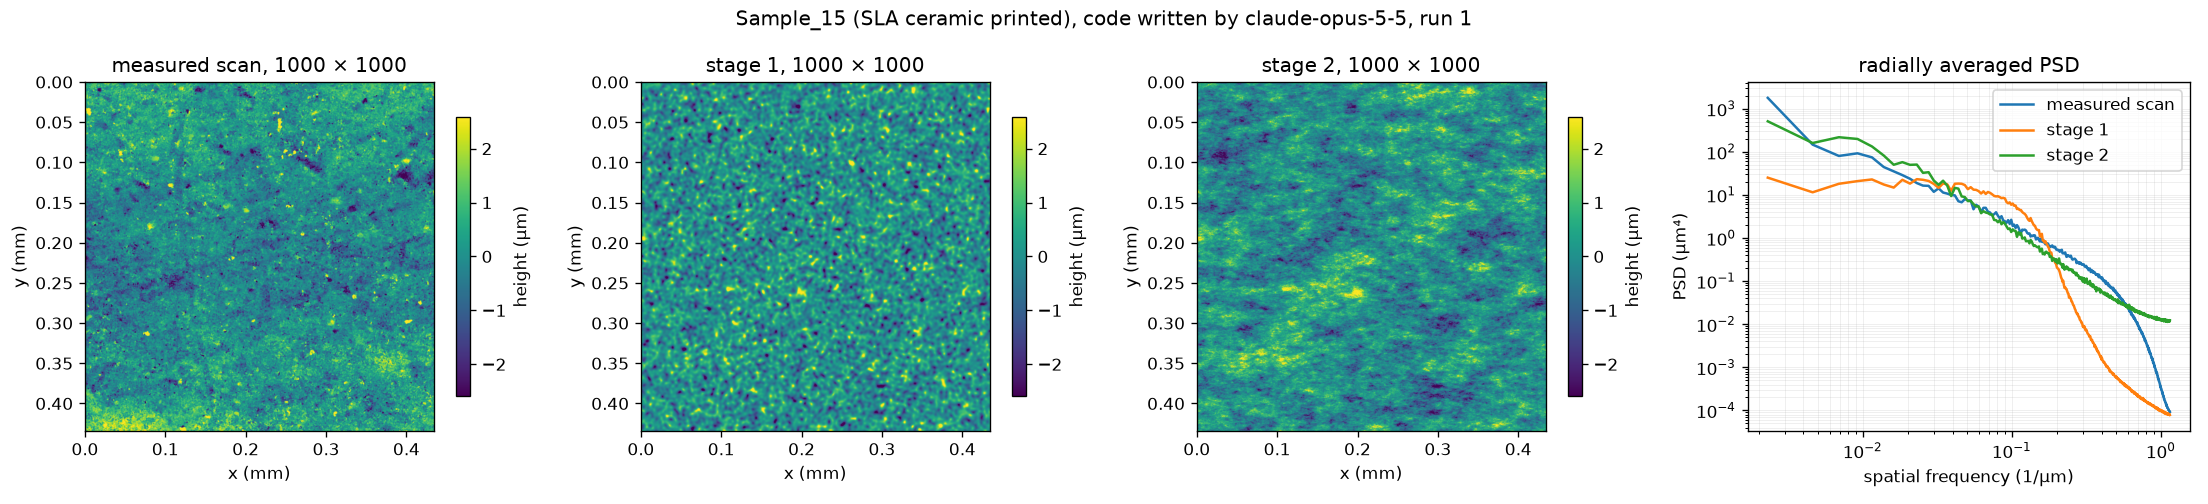 Sample_15 (SLA ceramic printed), code written by claude-opus-5-5, run 1
measured scan, 1000 × 1000
0.00
0.05
0.10
0.15
0.20
0.25
0.30
0.35
0.40
y (mm)
0.0 0.1 0.2 0.3 0.4
x (mm)
2
1
0
−1
−2
height (μm)
stage 1, 1000 × 1000
0.00
0.05
0.10
0.15
0.20
0.25
0.30
0.35
0.40
y (mm)
0.0 0.1 0.2 0.3 0.4
x (mm)
2
1
0
−1
−2
height (μm)
stage 2, 1000 × 1000
0.00
0.05
0.10
0.15
0.20
0.25
0.30
0.35
0.40
y (mm)
0.0 0.1 0.2 0.3 0.4
x (mm)
2
1
0
−1
−2
height (μm)
radially averaged PSD
measured scan
stage 1
stage 2
10³
10²
10¹
10⁰
10⁻¹
10⁻²
10⁻³
10⁻⁴
PSD (μm⁴)
10⁻² 10⁻¹ 10⁰
spatial frequency (1/μm)